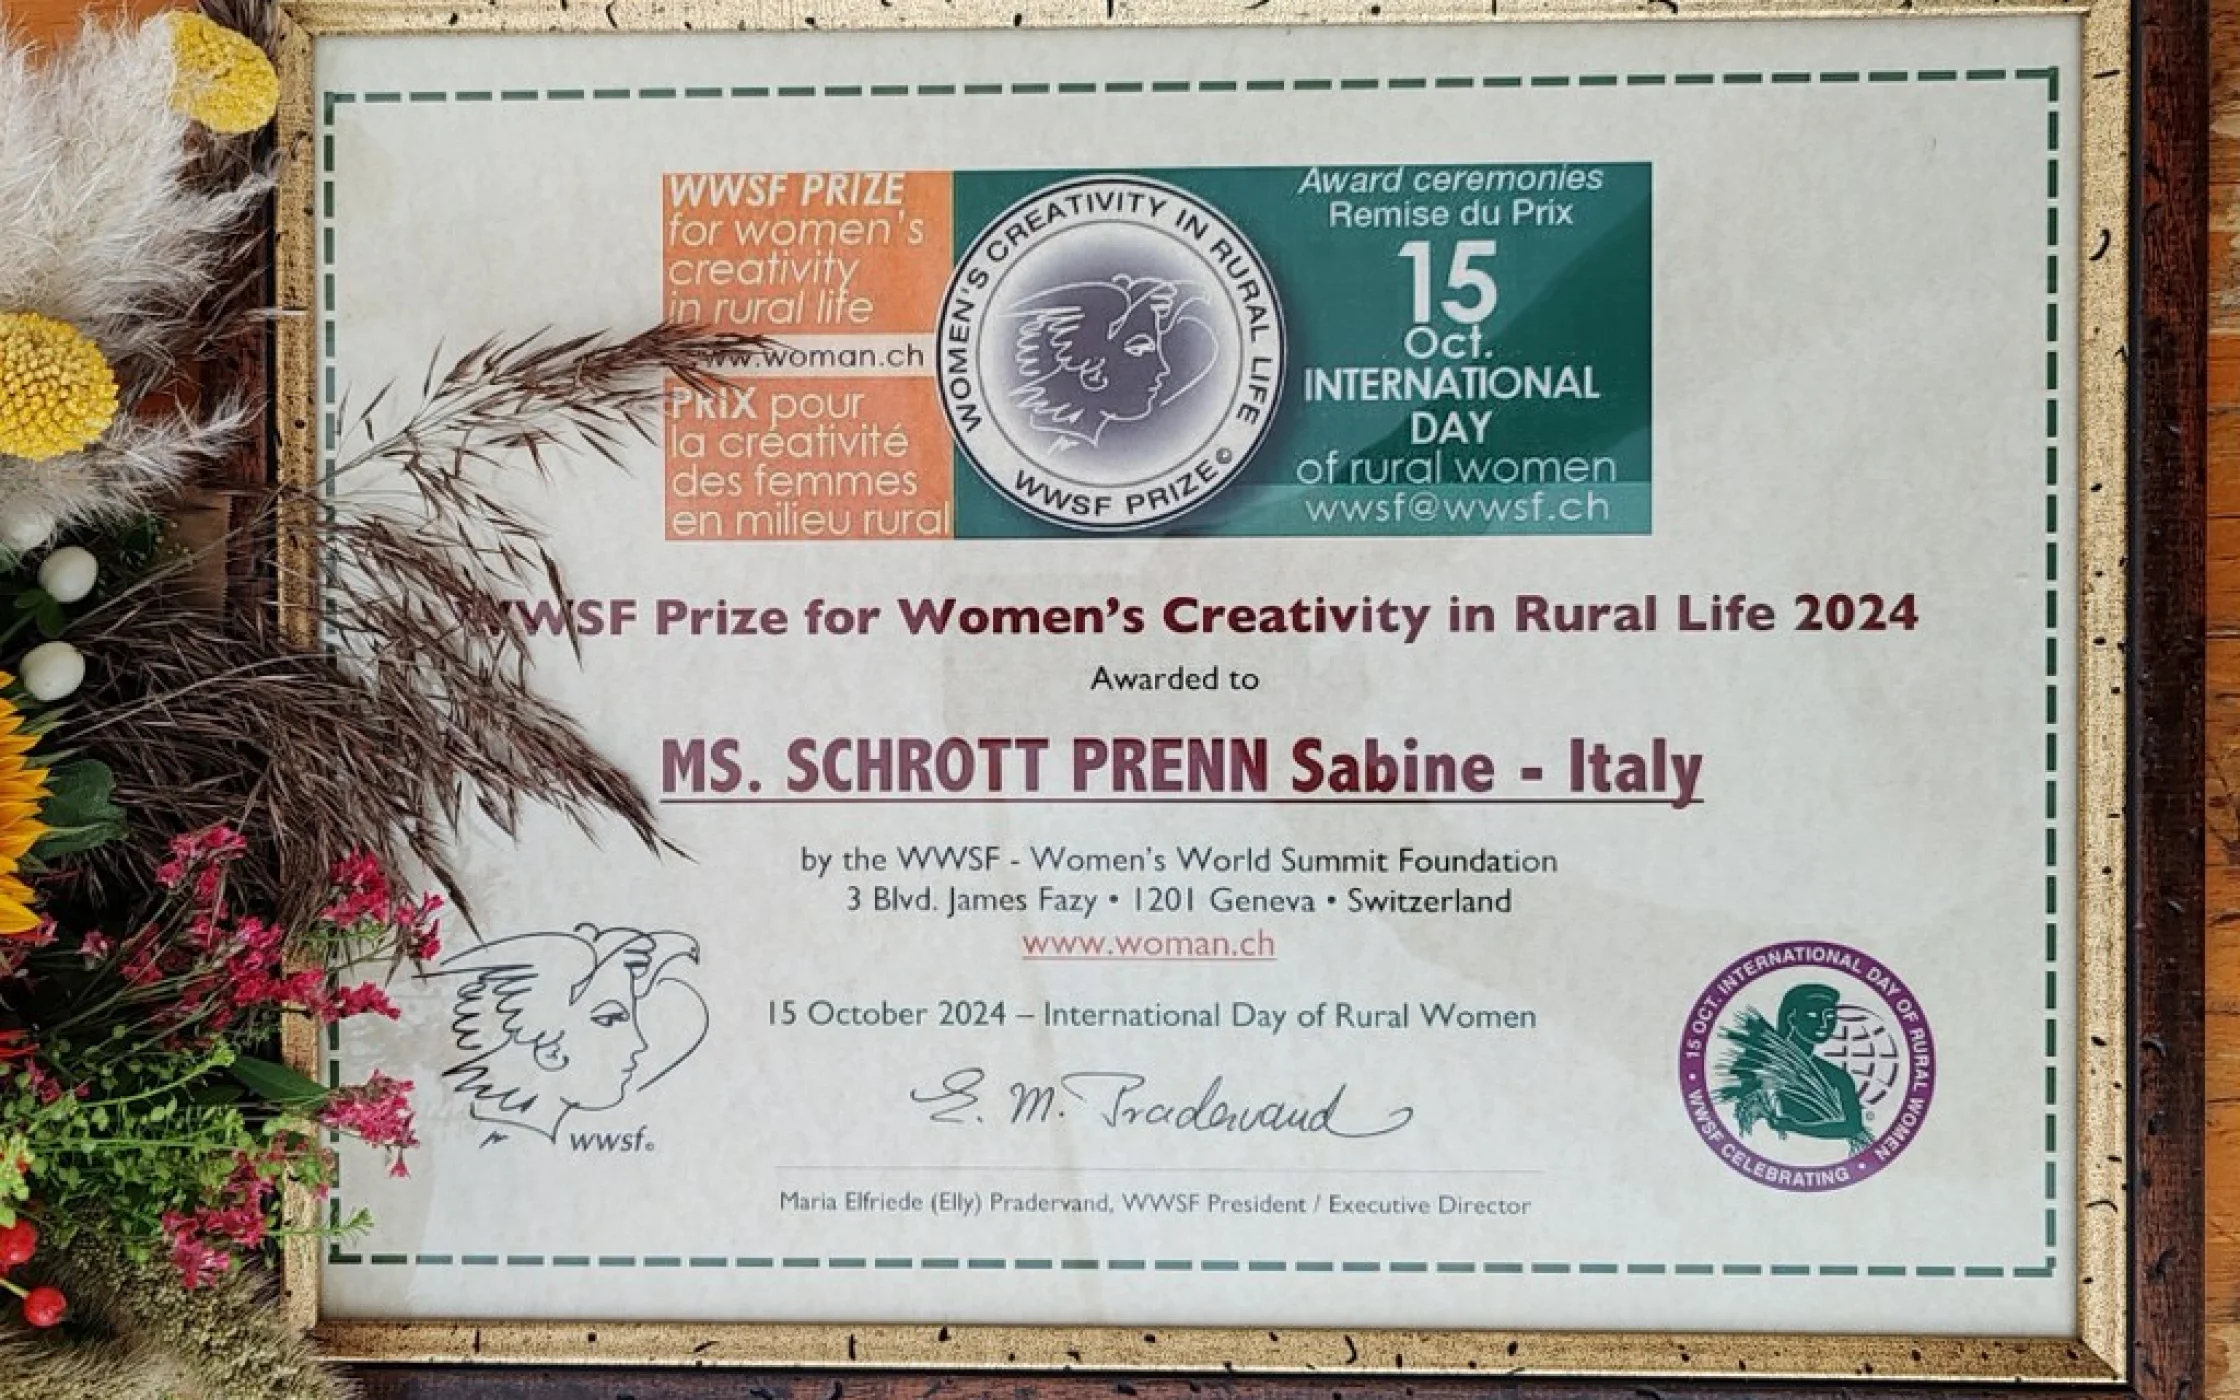 WWSF PRIZE
for women's
creativity
in rural life
www.woman.ch
PRIX pour
la créativité
des femmes
en milieu rural
WOMEN'S CREATIVITY IN RURAL LIFE
WWSF PRIZE©
Award ceremonies
Remise du Prix
15
Oct.
INTERNATIONAL
DAY
of rural women
wwsf@wwsf.ch
WWSF Prize for Women's Creativity in Rural Life 2024
Awarded to
MS. SCHROTT PRENN Sabine - Italy
by the WWSF - Women's World Summit Foundation
3 Blvd. James Fazy • 1201 Geneva • Switzerland
www.woman.ch
15 October 2024 – International Day of Rural Women
E. M. Pradervand
wwsf©
Maria Elfriede (Elly) Pradervand, WWSF President / Executive Director
• 15 OCT. INTERNATIONAL DAY OF RURAL WOMEN •
WWSF CELEBRATING
©